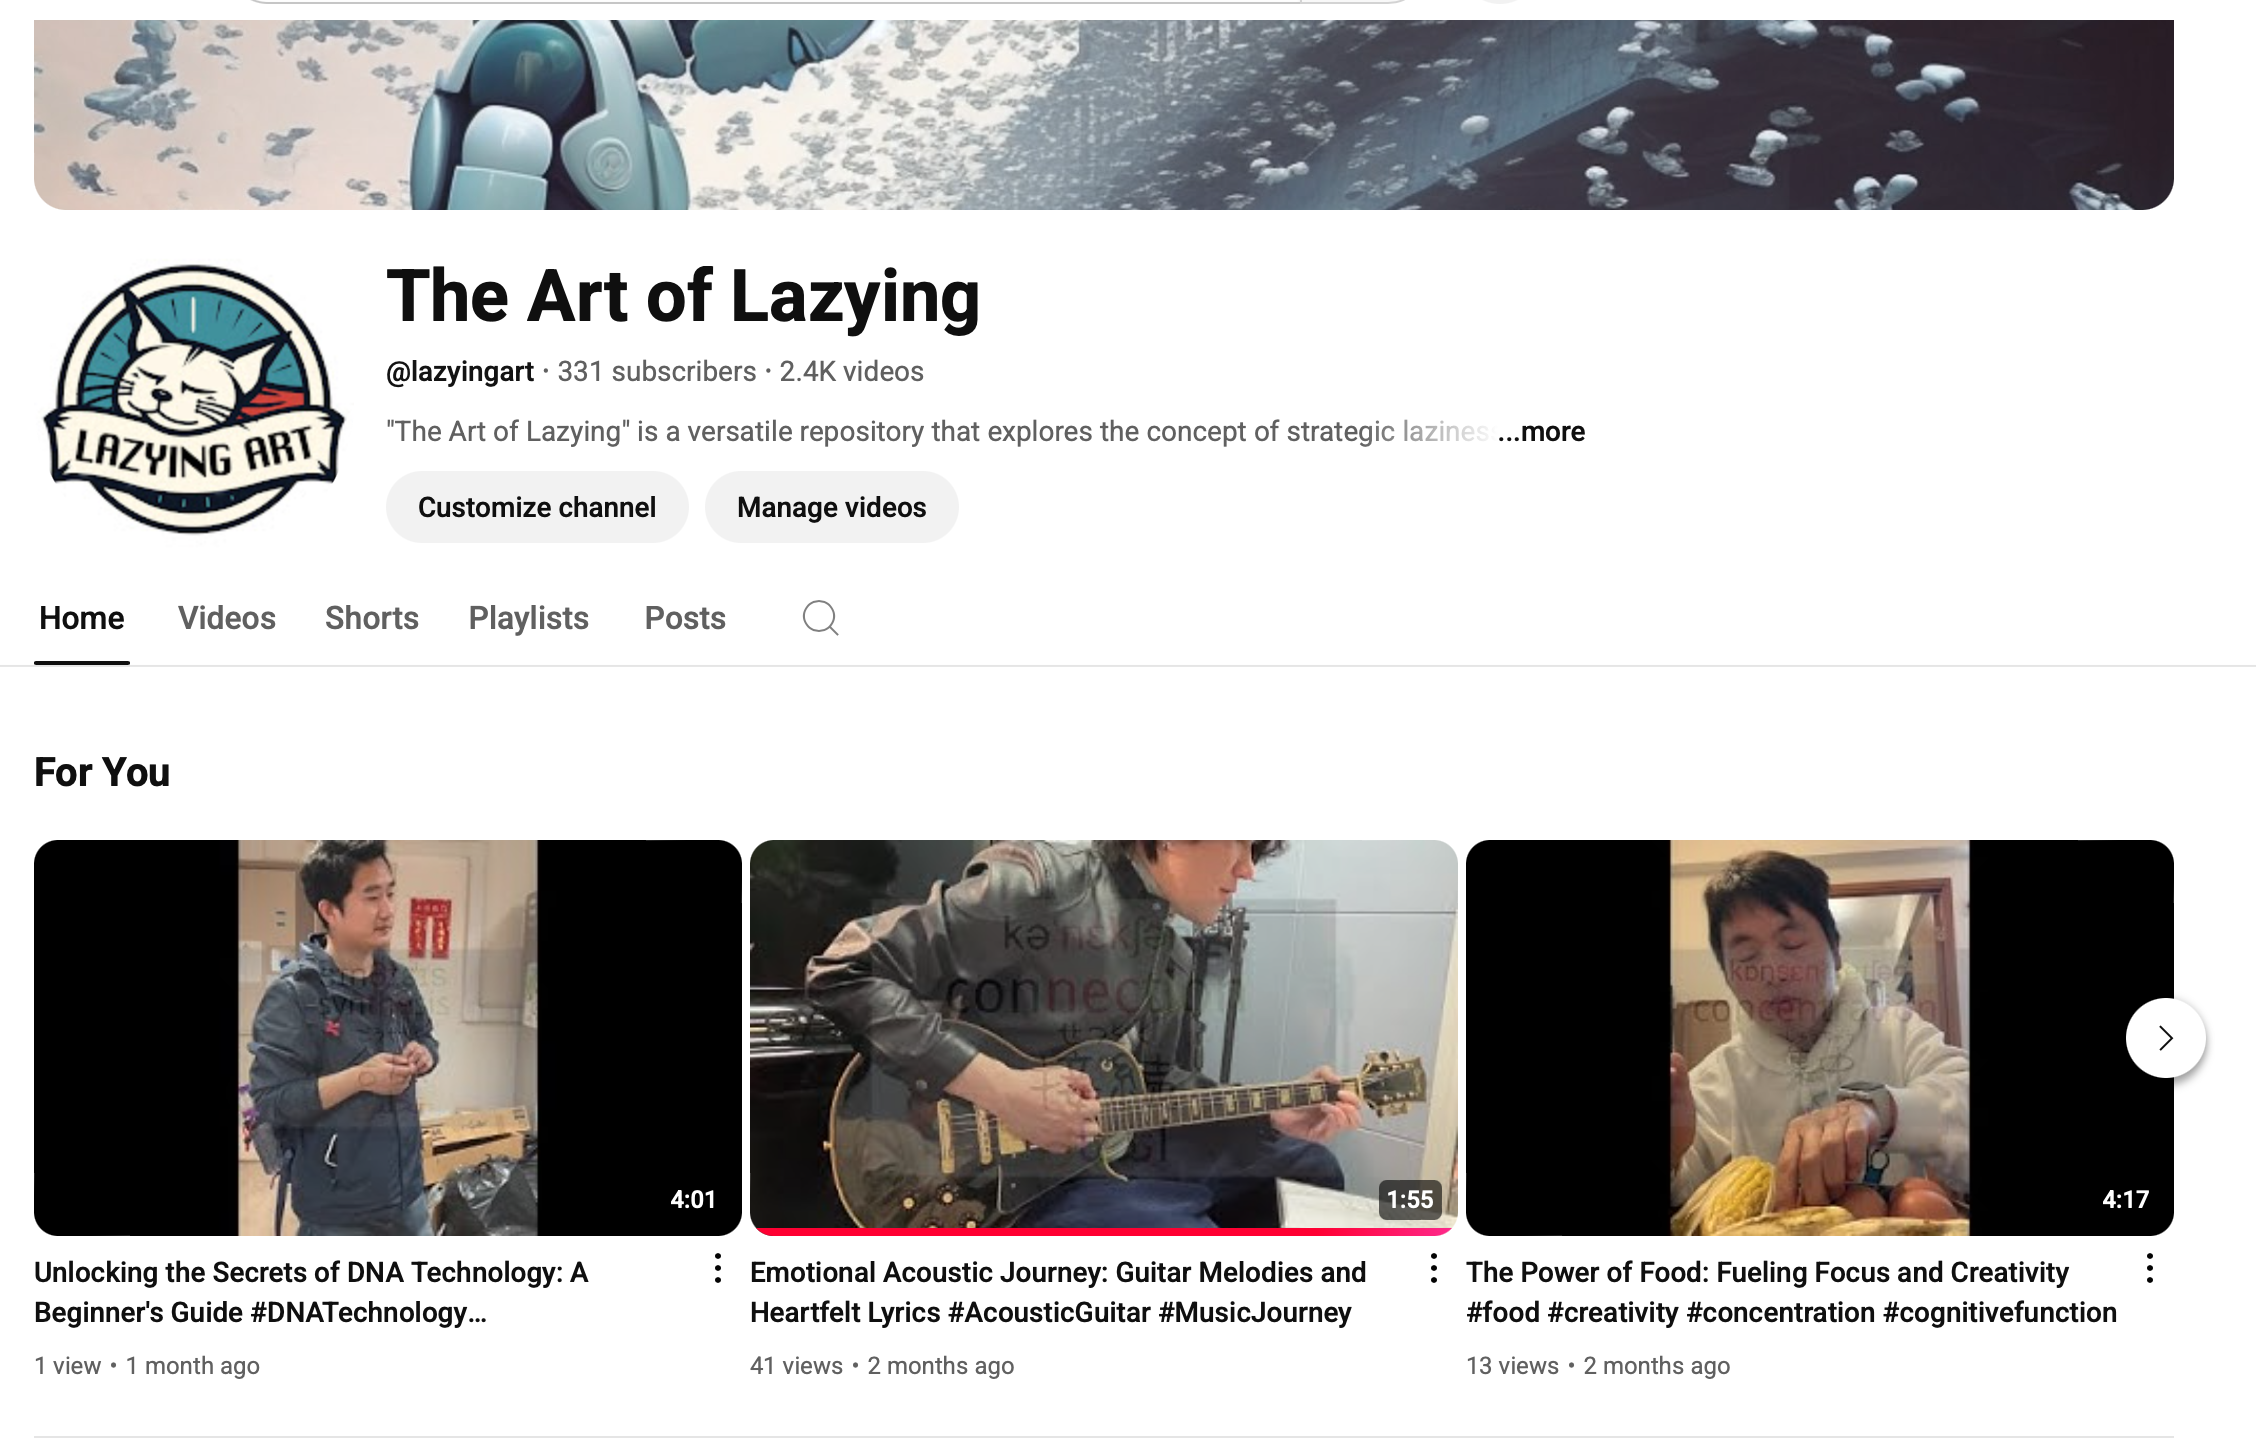 The Art of Lazying
LAZYING ART
@lazyingart · 331 subscribers · 2.4K videos
"The Art of Lazying" is a versatile repository that explores the concept of strategic lazines ...more
Customize channel
Manage videos
Home
Videos
Shorts
Playlists
Posts
For You
4:01
connection
1:55
concentration
4:17
Unlocking the Secrets of DNA Technology: A
Beginner's Guide #DNATechnology...
1 view • 1 month ago
Emotional Acoustic Journey: Guitar Melodies and
Heartfelt Lyrics #AcousticGuitar #MusicJourney
41 views • 2 months ago
The Power of Food: Fueling Focus and Creativity
#food #creativity #concentration #cognitivefunction
13 views • 2 months ago